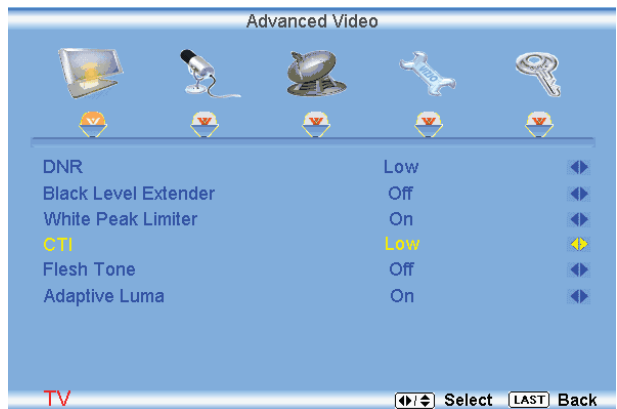 Advanced Video
DNR Low
Black Level Extender Off
White Peak Limiter On
CTI Low
Flesh Tone Off
Adaptive Luma On
TV Select LAST Back